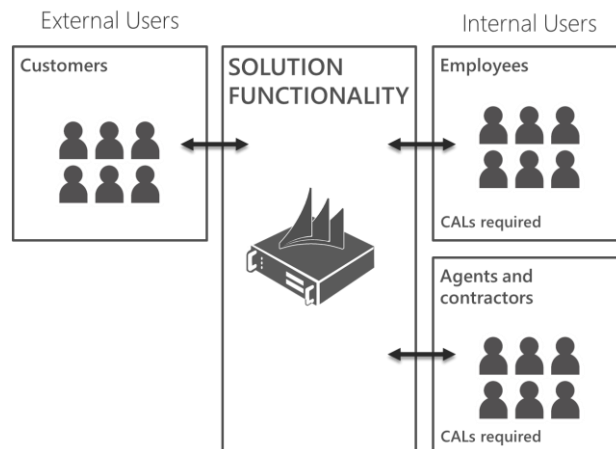 External Users
Internal Users
Customers
SOLUTION
FUNCTIONALITY
Employees
CALs required
Agents and
contractors
CALs required